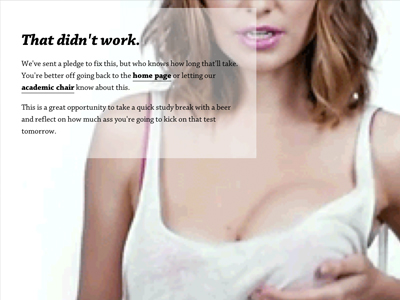 That didn't work.
We've sent a pledge to fix this, but who knows how long that'll take.
You're better off going back to the home page or letting our
academic chair know about this.
This is a great opportunity to take a quick study break with a beer
and reflect on how much ass you're going to kick on that test
tomorrow.